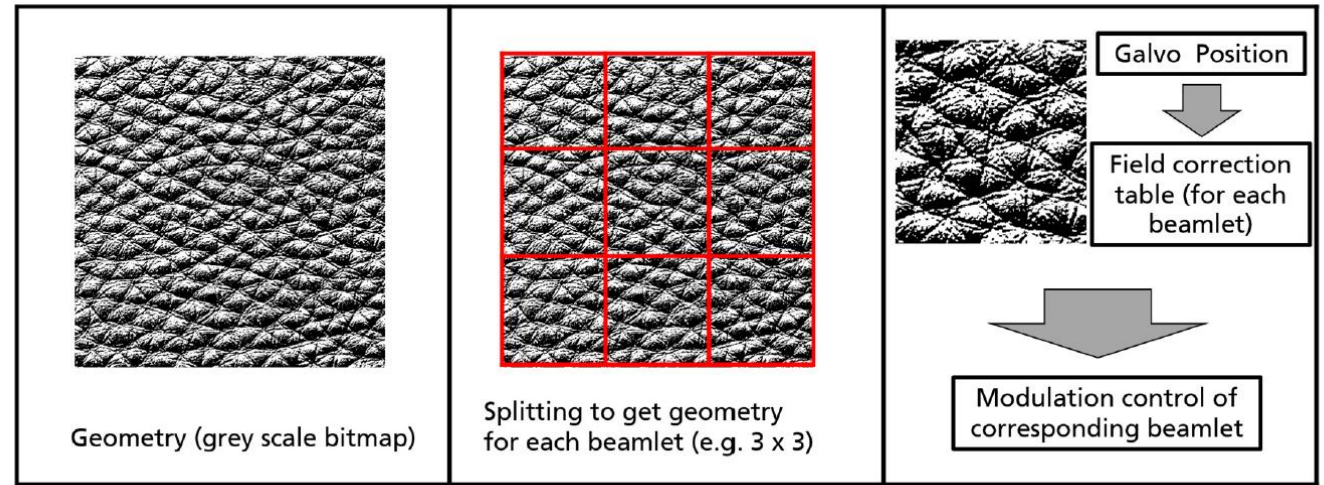 Geometry (grey scale bitmap)
Splitting to get geometry
for each beamlet (e.g. 3 x 3)
Galvo Position
Field correction
table (for each
beamlet)
Modulation control of
corresponding beamlet